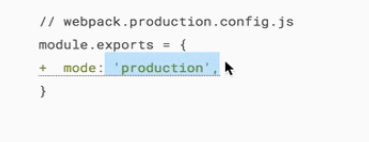 // webpack.production.config.js
module.exports = {
+  mode: 'production',
}